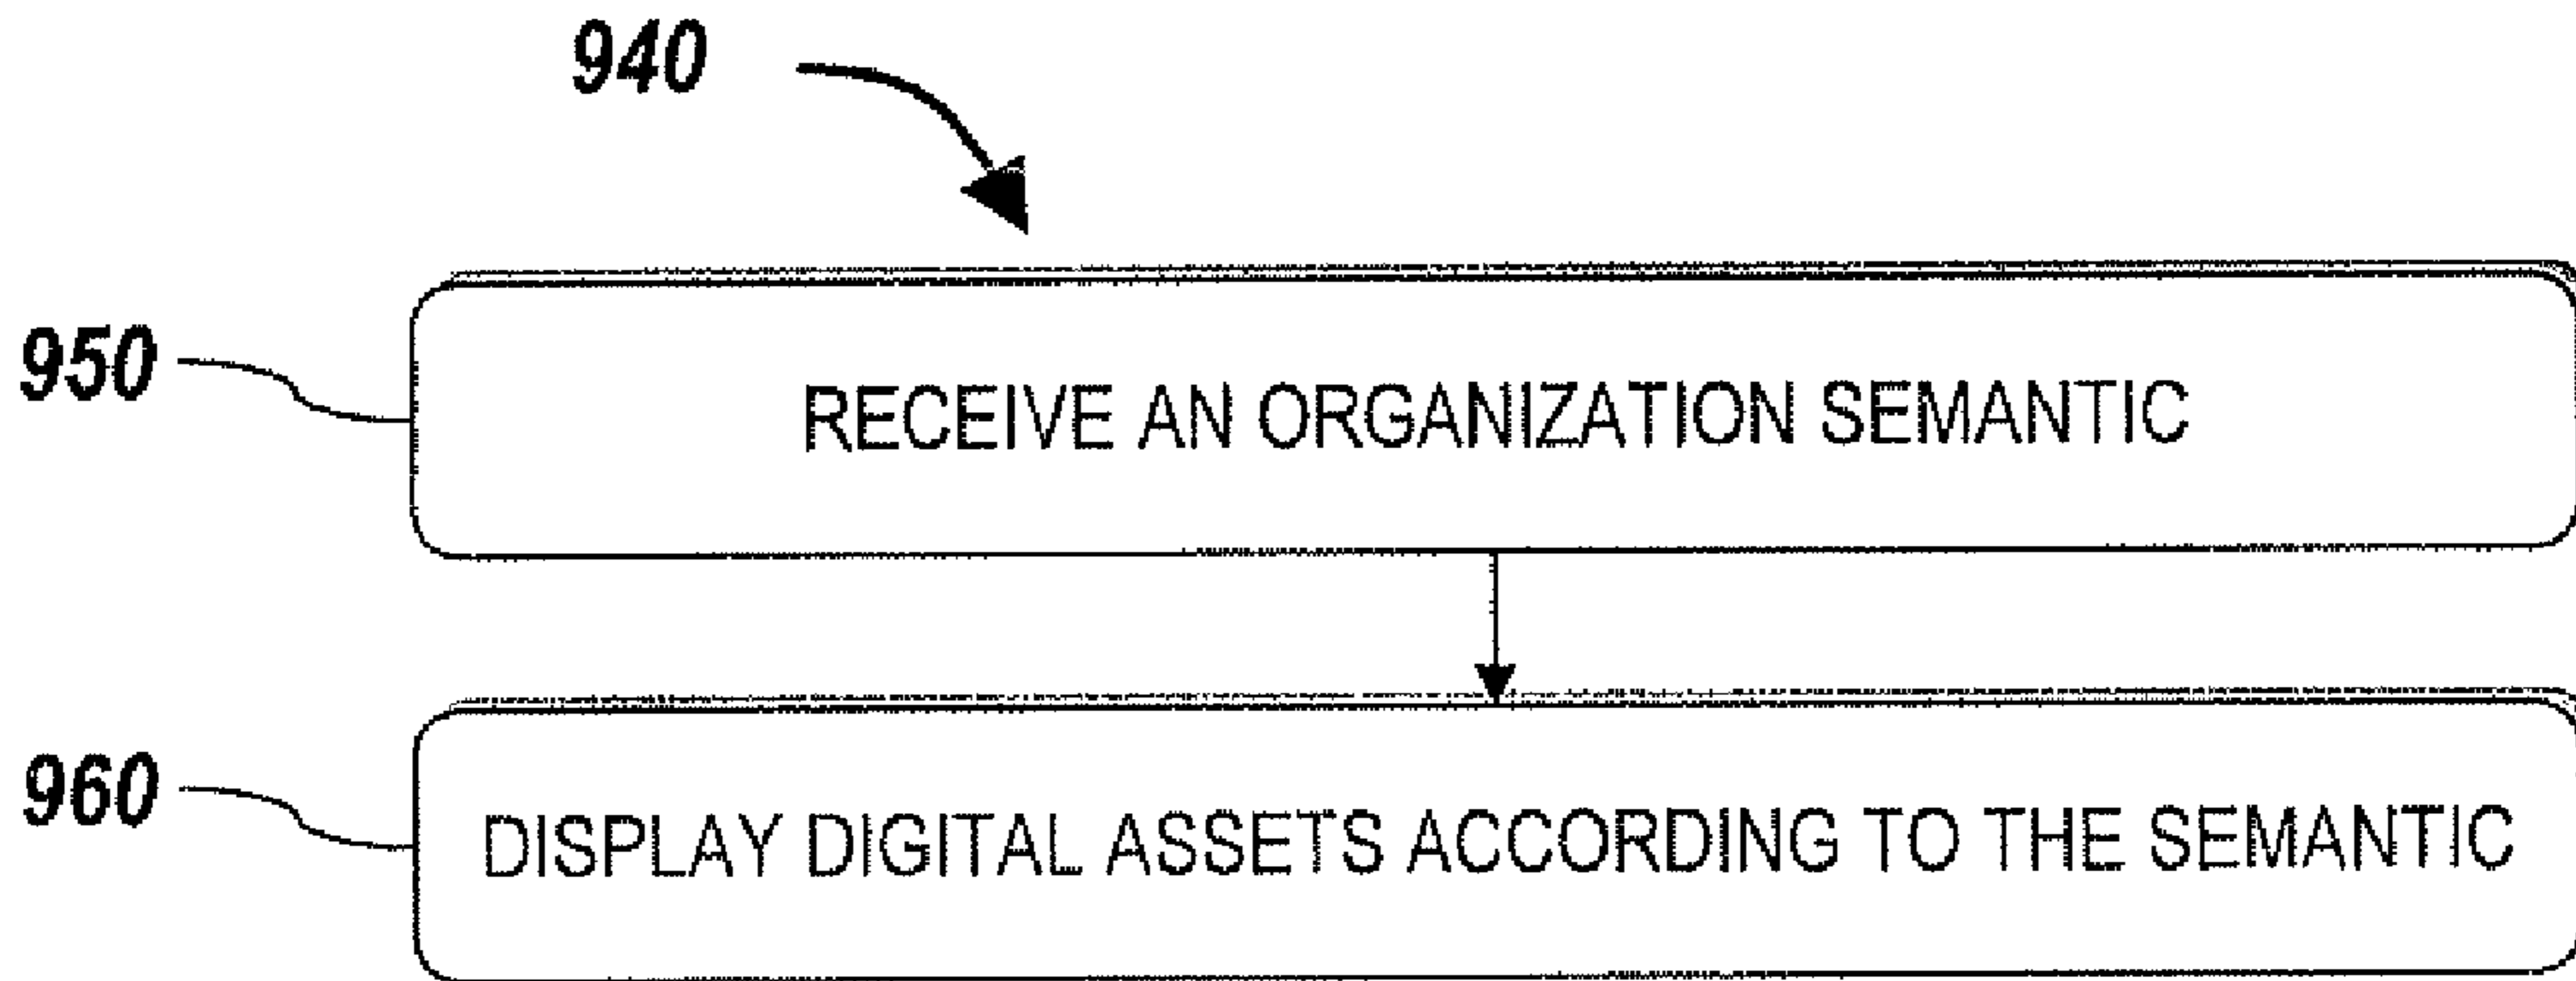 940
950
RECEIVE AN ORGANIZATION SEMANTIC
960
DISPLAY DIGITAL ASSETS ACCORDING TO THE SEMANTIC